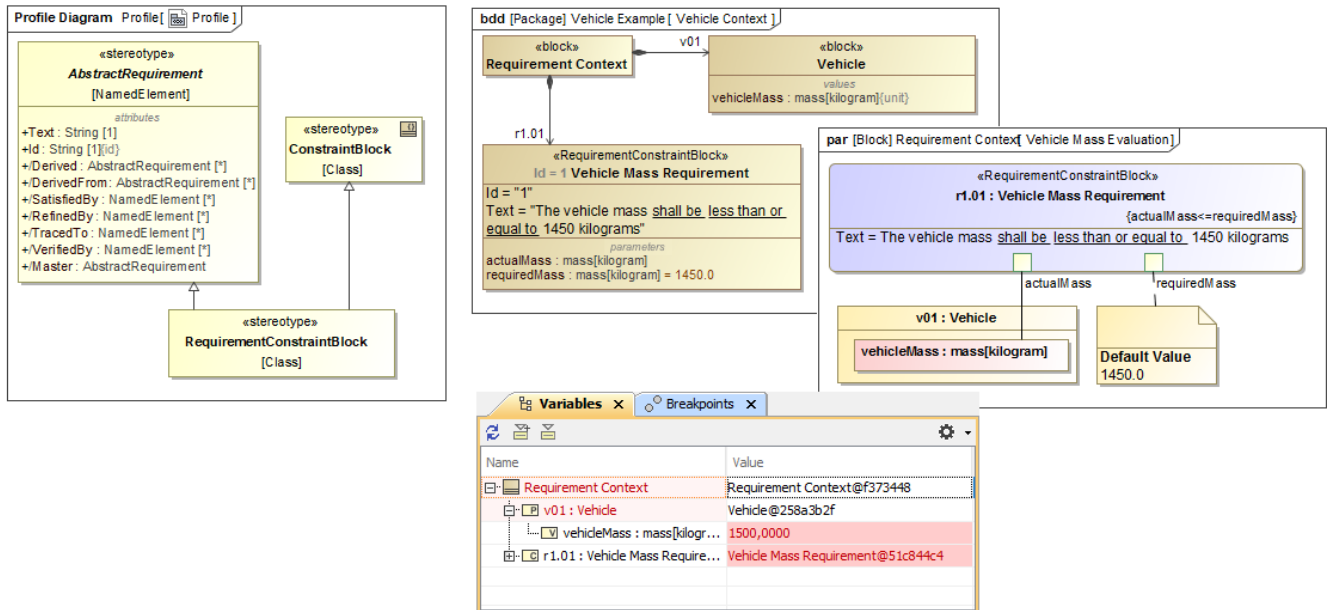 Profile Diagram Profile[ Profile ]
«stereotype»
AbstractRequirement
[NamedElement]
attributes
+Text : String [1]
+Id : String [1]{id}
+/Derived : AbstractRequirement [*]
+/DerivedFrom : AbstractRequirement [*]
+/SatisfiedBy : NamedElement [*]
+/RefinedBy : NamedElement [*]
+/TracedTo : NamedElement [*]
+/VerifiedBy : NamedElement [*]
+/Master : AbstractRequirement
«stereotype»
ConstraintBlock
[Class]
«stereotype»
RequirementConstraintBlock
[Class]
bdd [Package] Vehicle Example[ Vehicle Context ]
«block»
Requirement Context
v01
«block»
Vehicle
values
vehicleMass : mass[kilogram]{unit}
r1.01
«RequirementConstraintBlock»
Id = 1 Vehicle Mass Requirement
Id = "1"
Text = "The vehicle mass shall be less than or
equal to 1450 kilograms"
parameters
actualMass : mass[kilogram]
requiredMass : mass[kilogram] = 1450.0
par [Block] Requirement Context[ Vehicle Mass Evaluation]
«RequirementConstraintBlock»
r1.01 : Vehicle Mass Requirement
{actualMass<=requiredMass}
Text = The vehicle mass shall be less than or equal to 1450 kilograms
actualMass
requiredMass
v01 : Vehicle
vehicleMass : mass[kilogram]
Default Value
1450.0
Variables
Breakpoints
Name Value
Requirement Context Requirement Context@f373448
P v01 : Vehicle Vehicle@258a3b2f
V vehicleMass : mass[kilogr... 1500,0000
C r1.01 : Vehicle Mass Require... Vehicle Mass Requirement@51c844c4